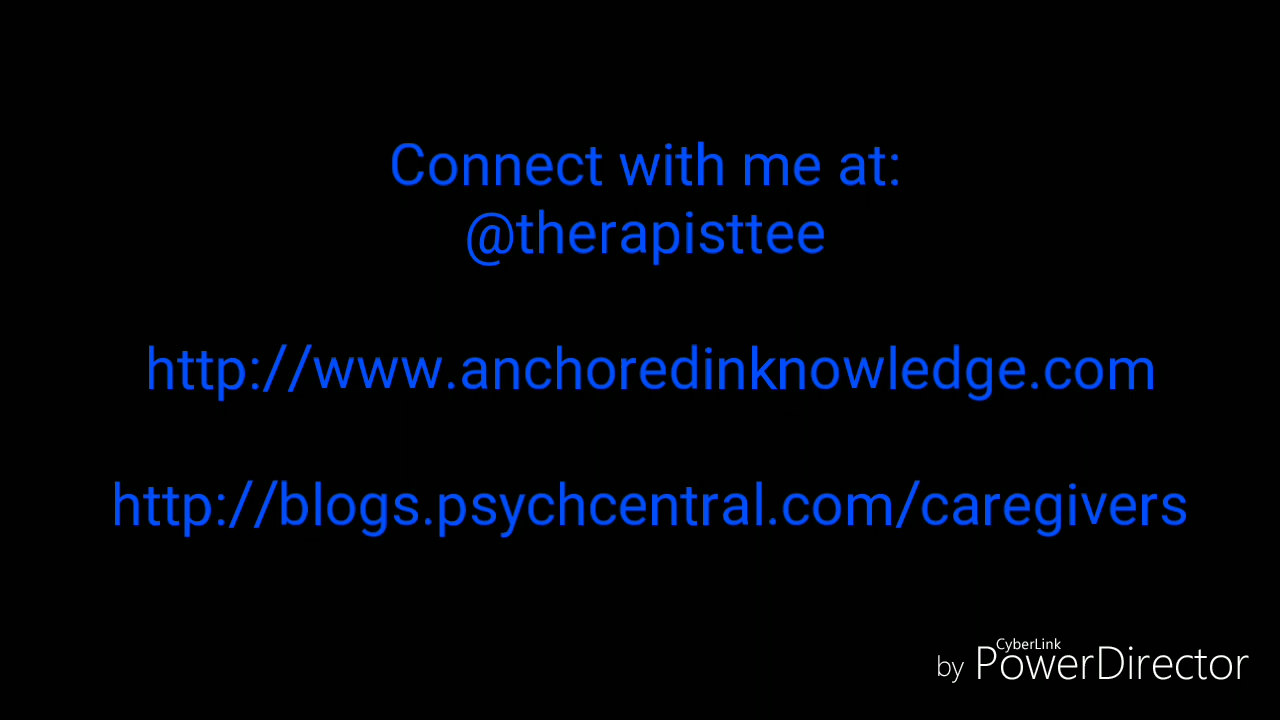 Connect with me at:
@therapisttee
http://www.anchoredinknowledge.com
http://blogs.psychcentral.com/caregivers
CyberLink
by PowerDirector